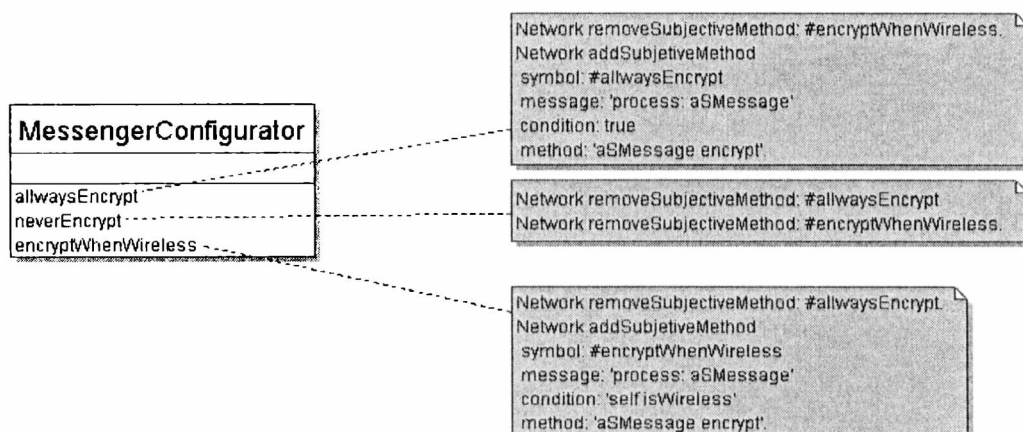 MessengerConfigurator
allwaysEncrypt
neverEncrypt
encryptWhenWireless
Network removeSubjectiveMethod: #encryptWhenWireless.
Network addSubjetiveMethod
symbol: #allwaysEncrypt
message: 'process: aSMessage'
condition: true
method: 'aSMessage encrypt'.
Network removeSubjectiveMethod: #allwaysEncrypt
Network removeSubjectiveMethod: #encryptWhenWireless.
Network removeSubjectiveMethod: #allwaysEncrypt.
Network addSubjetiveMethod
symbol: #encryptWhenWireless
message: 'process: aSMessage'
condition: 'self isWireless'
method: 'aSMessage encrypt'.